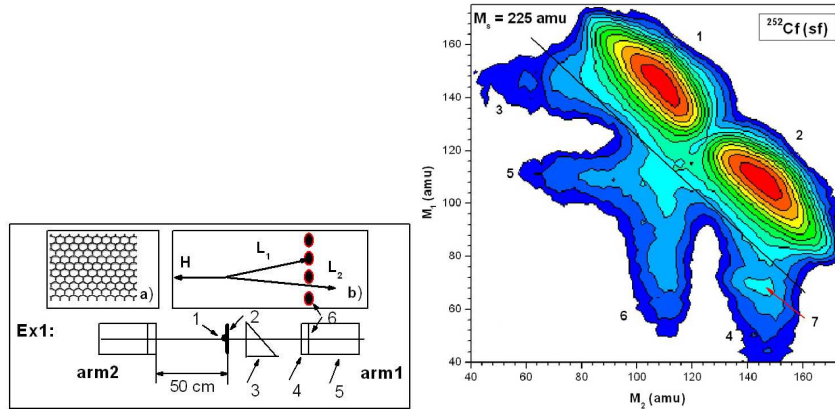 a)
H
L1
L2
b)
Ex1:
1
2
6
arm2
50 cm
3
4
5
arm1
Ms = 225 amu
252Cf (sf)
1
2
3
5
6
4
7
M1 (amu)
160
140
120
100
80
60
40
40 60 80 100 120 140 160
M2 (amu)